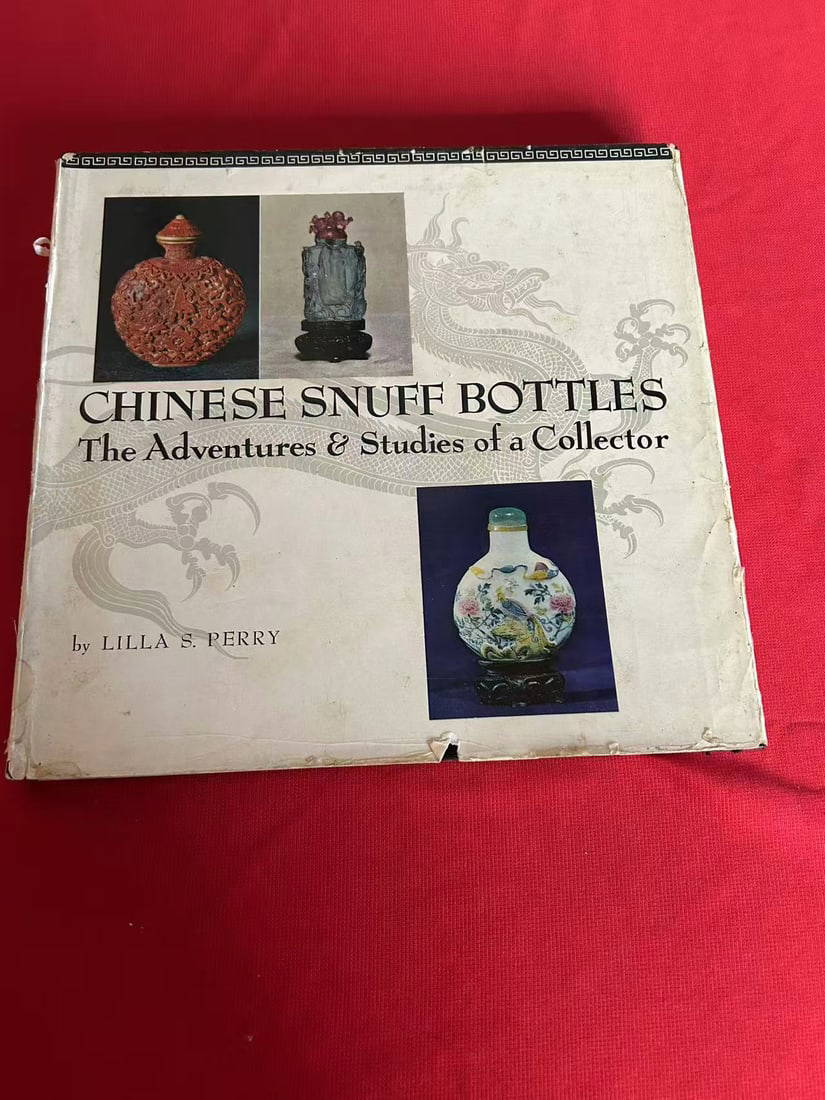 CHINESE SNUFF BOTTLES
The Adventures & Studies of a Collector
by LILLA S. PERRY